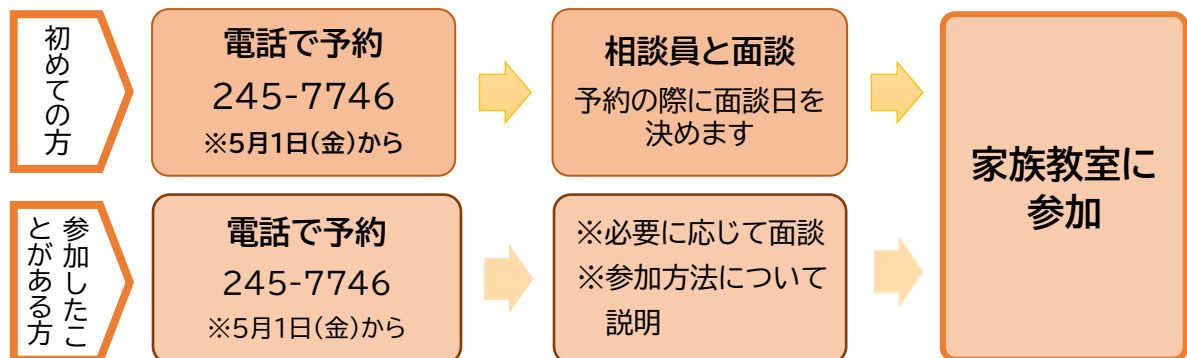 初めての方
電話で予約
245-7746
※5月1日(金)から
相談員と面談
予約の際に面談日を
決めます
家族教室に
参加
参加したこ
とがある方
電話で予約
245-7746
※5月1日(金)から
※必要に応じて面談
※参加方法について
説明